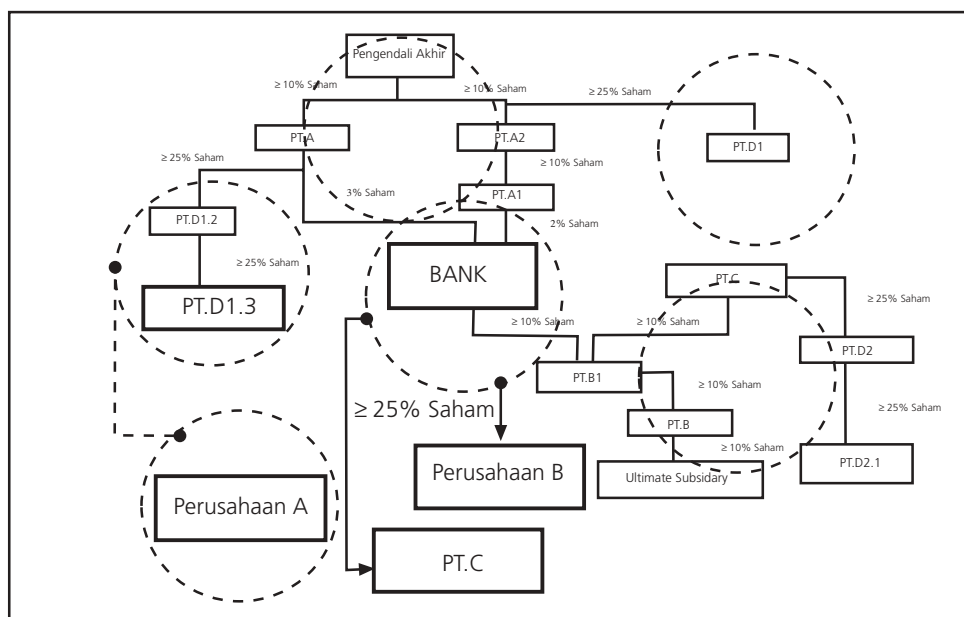 Pengendali Akhir
≥ 10% Saham
≥ 10% Saham
≥ 25% Saham
PT.A
PT.A2
PT.D1
≥ 25% Saham
≥ 10% Saham
3% Saham
PT.A1
PT.D1.2
2% Saham
≥ 25% Saham
BANK
PT.C
PT.D1.3
≥ 25% Saham
≥ 10% Saham
≥ 10% Saham
PT.D2
PT.B1
≥ 10% Saham
≥ 25% Saham
≥ 25% Saham
PT.B
≥ 10% Saham
Perusahaan B
Ultimate Subsidary
PT.D2.1
Perusahaan A
PT.C